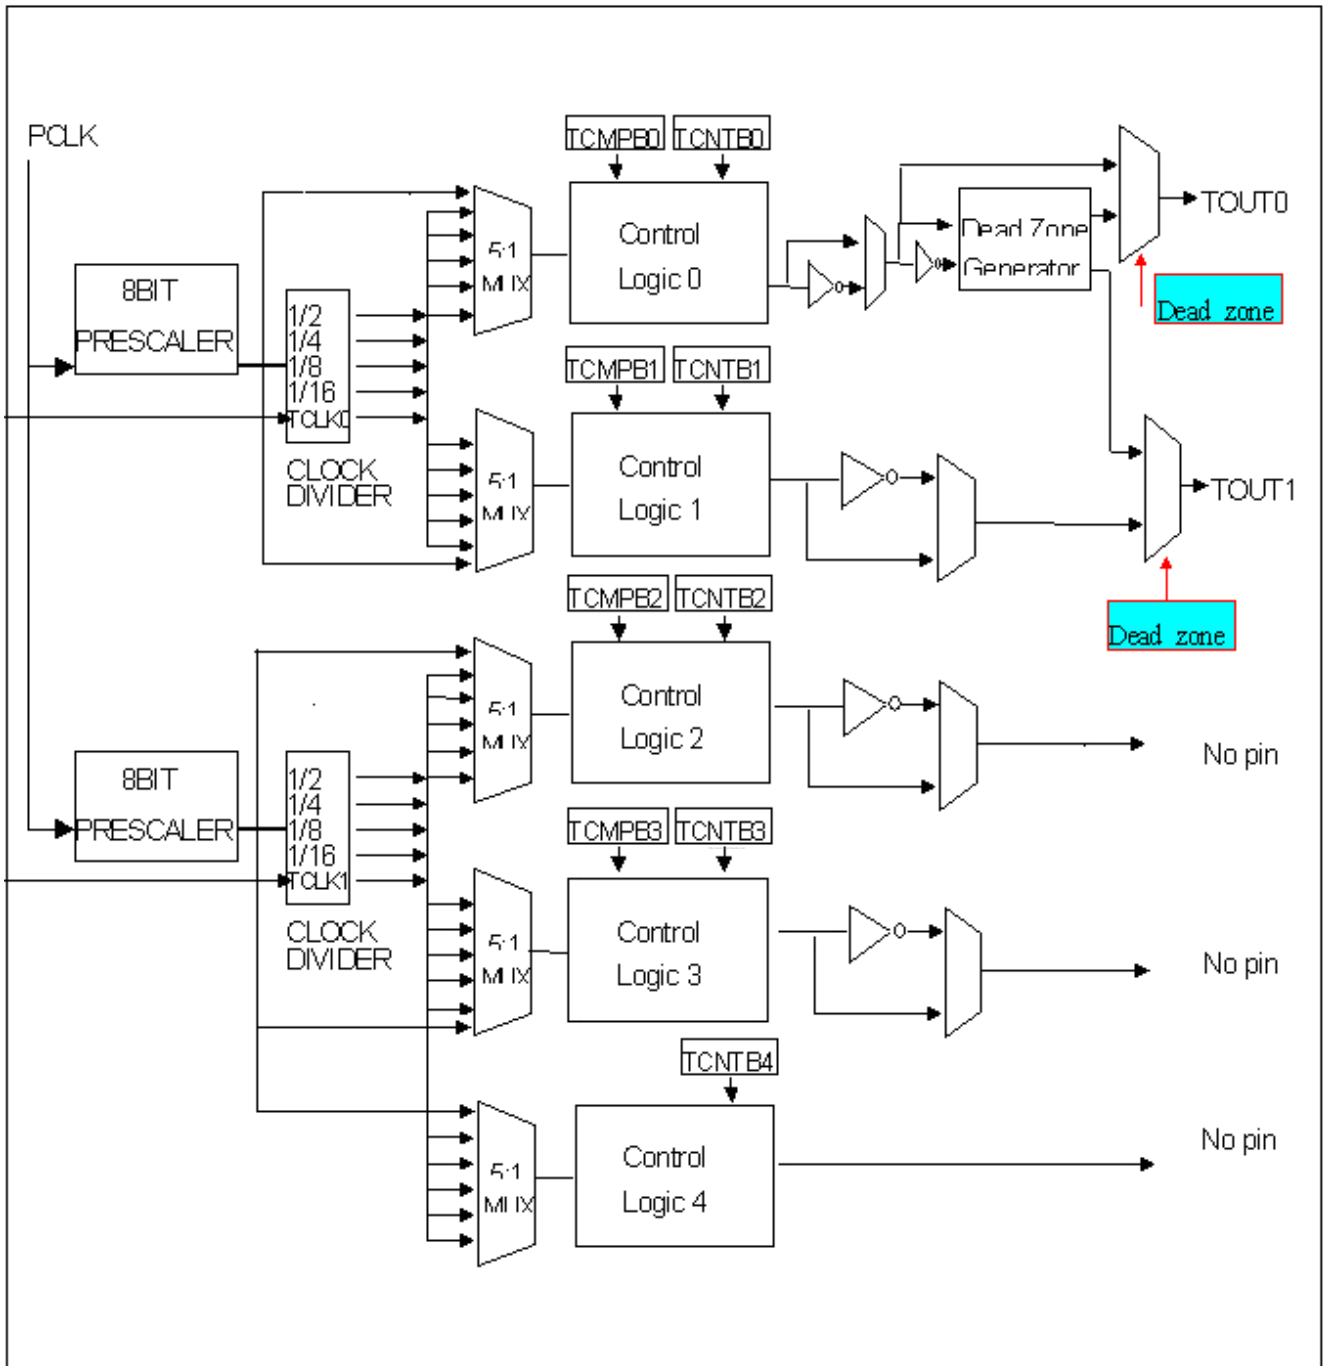 PCLK
TCMPB0 TCNTB0
Control
Logic 0
5:1
MUX
Dead Zone
Generator
TOUT0
Dead zone
8BIT
PRESCALER
1/2
1/4
1/8
1/16
TCLK0
CLOCK
DIVIDER
TCMPB1 TCNTB1
5:1
MUX
Control
Logic 1
TOUT1
Dead zone
TCMPB2 TCNTB2
5:1
MUX
Control
Logic 2
No pin
8BIT
PRESCALER
1/2
1/4
1/8
1/16
TCLK1
CLOCK
DIVIDER
TCMPB3 TCNTB3
5:1
MUX
Control
Logic 3
No pin
TCNTB4
5:1
MUX
Control
Logic 4
No pin